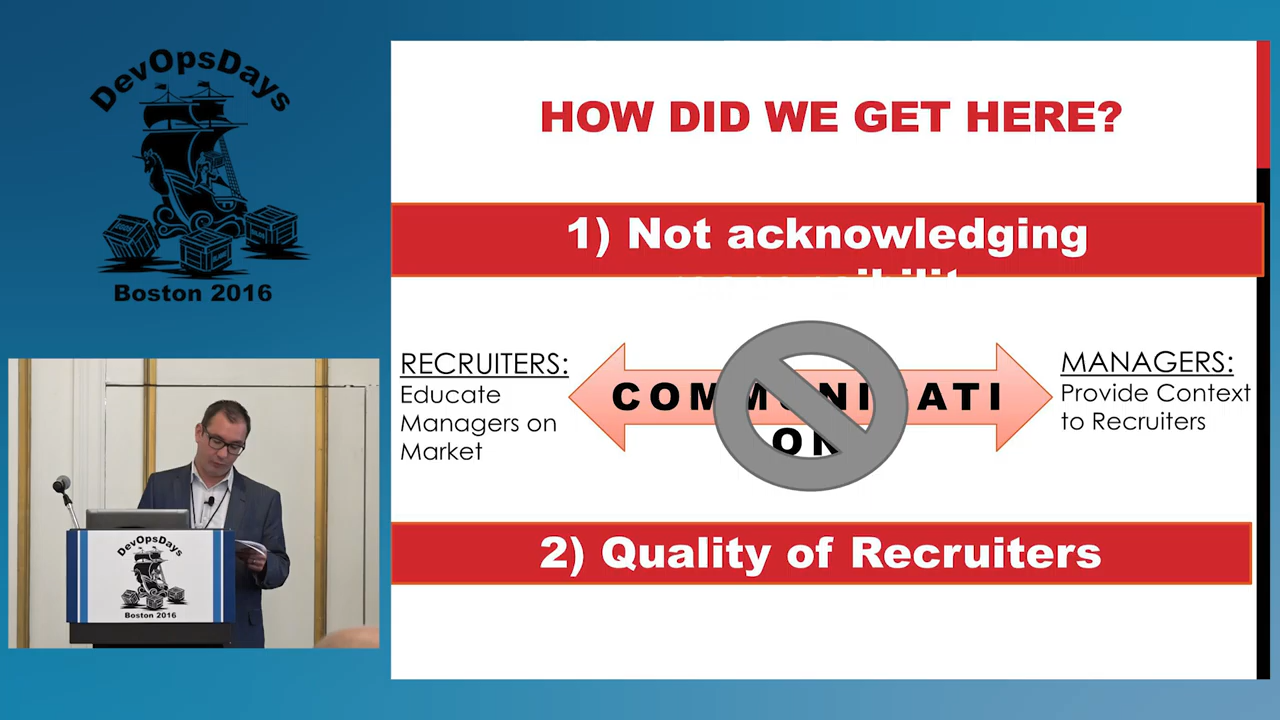 DevOpsDays
Boston 2016
HOW DID WE GET HERE?
1) Not acknowledging
RECRUITERS:
Educate
Managers on
Market
MANAGERS:
Provide Context
to Recruiters
2) Quality of Recruiters
DevOpsDays
Boston 2016